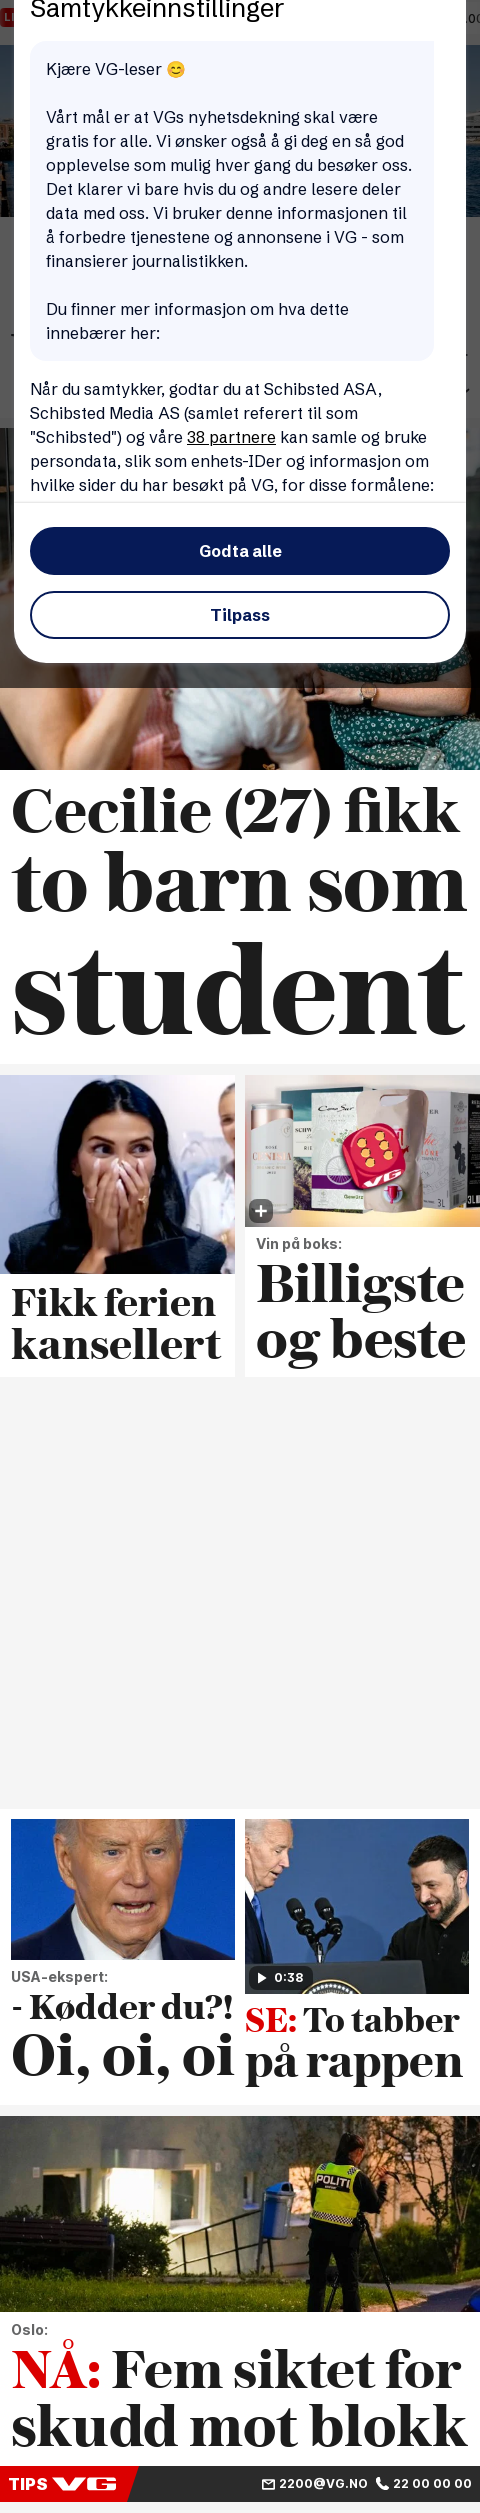 Samtykkeinnstillinger
Kjære VG-leser 😊
Vårt mål er at VGs nyhetsdekning skal være
gratis for alle. Vi ønsker også å gi deg en så god
opplevelse som mulig hver gang du besøker oss.
Det klarer vi bare hvis du og andre lesere deler
data med oss. Vi bruker denne informasjonen til
å forbedre tjenestene og annonsene i VG - som
finansierer journalistikken.
Du finner mer informasjon om hva dette
innebærer her:
Når du samtykker, godtar du at Schibsted ASA,
Schibsted Media AS (samlet referert til som
"Schibsted") og våre 38 partnere kan samle og bruke
persondata, slik som enhets-IDer og informasjon om
hvilke sider du har besøkt på VG, for disse formålene:
Godta alle
Tilpass
Cecilie (27) fikk
to barn som
student
Fikk ferien
kansellert
VG
3L
Vin på boks:
Billigste
og beste
USA-ekspert:
- Kødder du?!
Oi, oi, oi
0:38
SE: To tabber
på rappen
POLITI
Oslo:
NÅ: Fem siktet for
skudd mot blokk
TIPS VG
2200@VG.NO 22 00 00 00